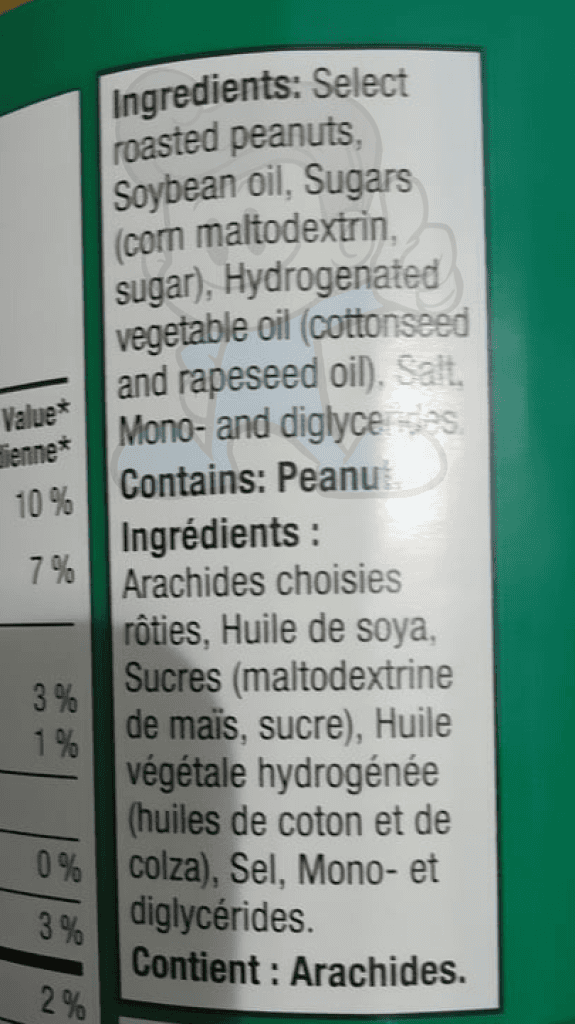 Ingredients: Select
roasted peanuts,
Soybean oil, Sugars
(corn maltodextrin,
sugar), Hydrogenated
vegetable oil (cottonseed
and rapeseed oil), Salt,
Mono- and diglycerides.
Contains: Peanut.
Ingrédients :
Arachides choisies
rôties, Huile de soya,
Sucres (maltodextrine
de maïs, sucre), Huile
végétale hydrogénée
(huiles de coton et de
colza), Sel, Mono- et
diglycérides.
Contient : Arachides.
Value*
10 %
7 %
3 %
1 %
0 %
3 %
2 %